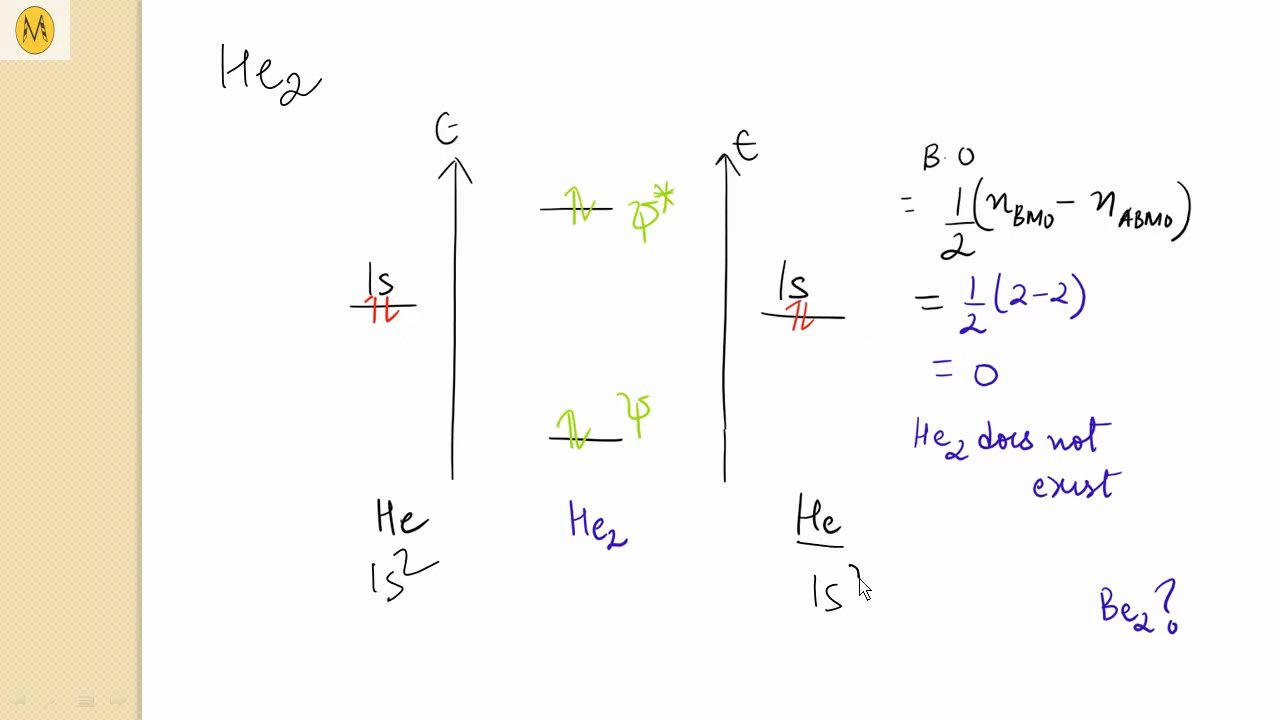 M
He₂
E
E
B.O
ψ*
= 1/2 (nBMO − nABMO)
1s
1s
= 1/2 (2−2)
= 0
ψ
He₂ does not
exist
He
He₂
He
1s²
1s²
Be₂?